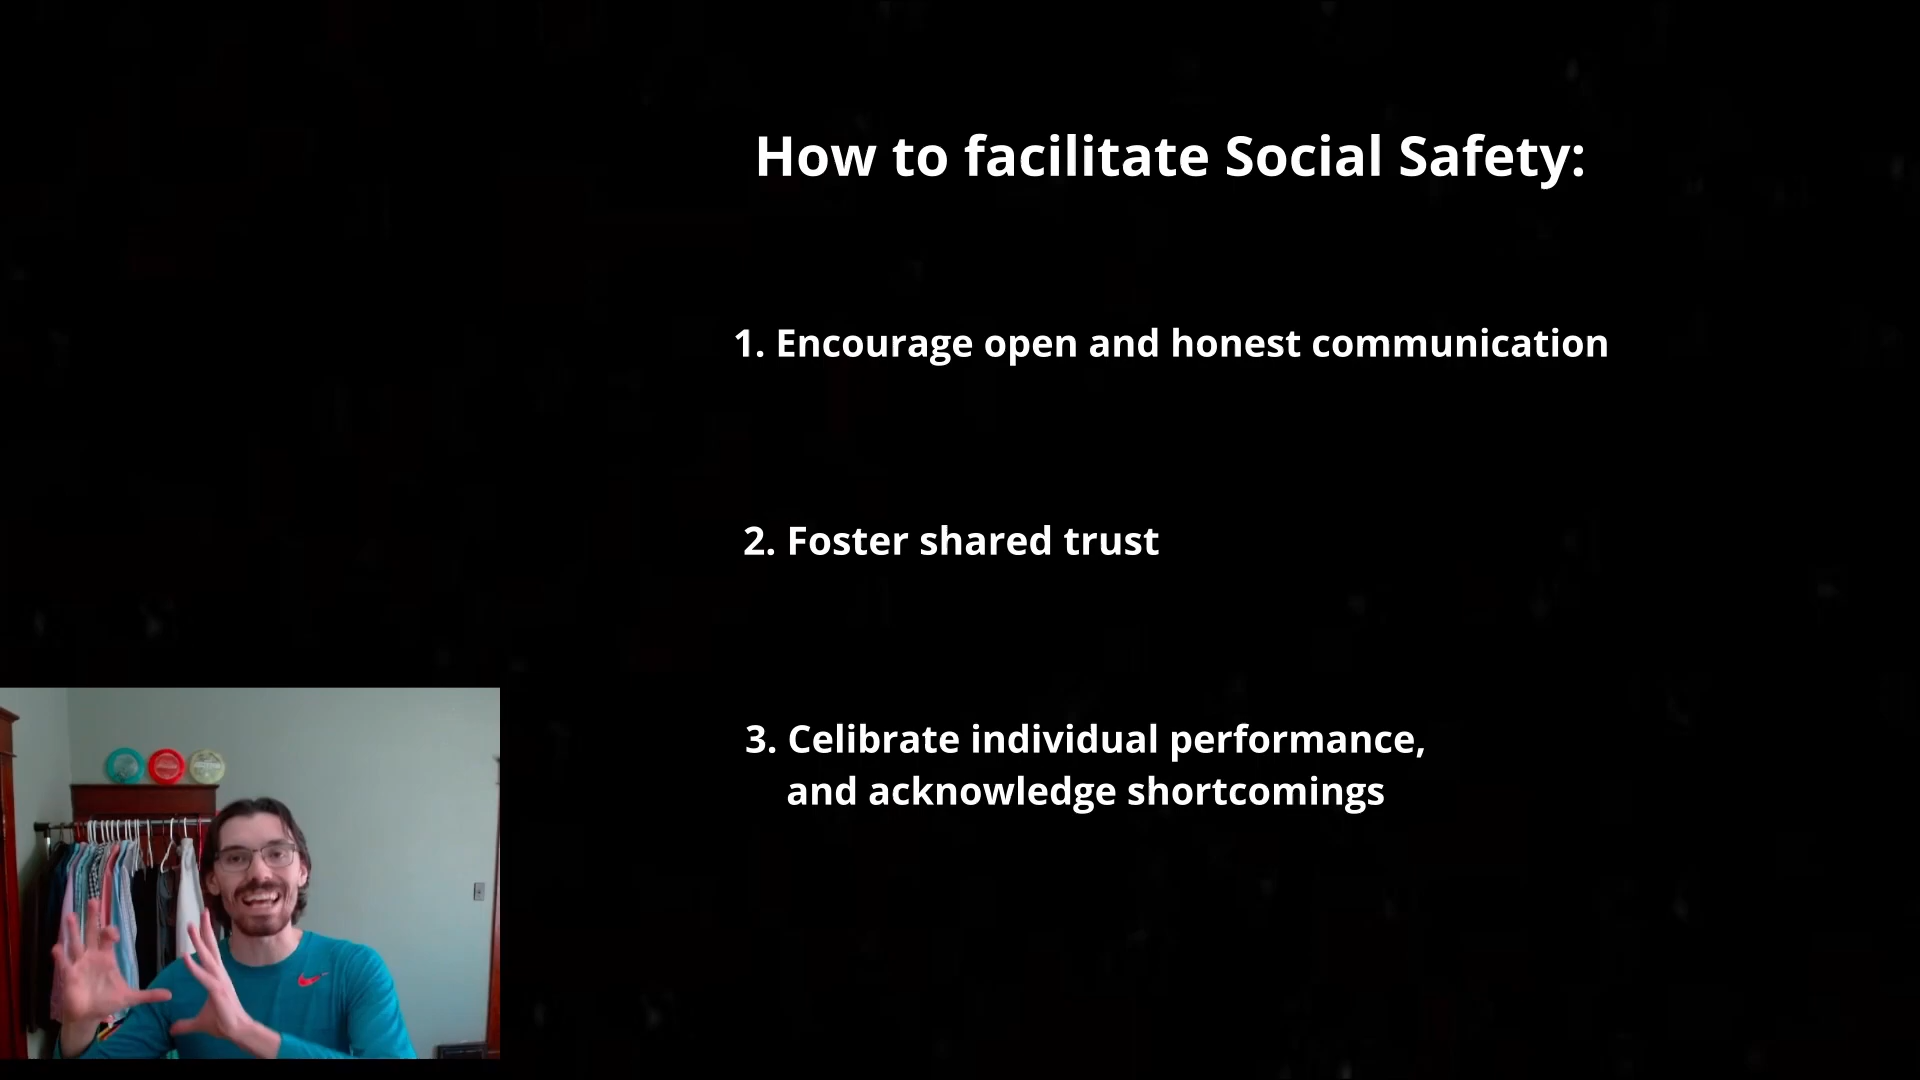 How to facilitate Social Safety:
1. Encourage open and honest communication
2. Foster shared trust
3. Celibrate individual performance,
and acknowledge shortcomings